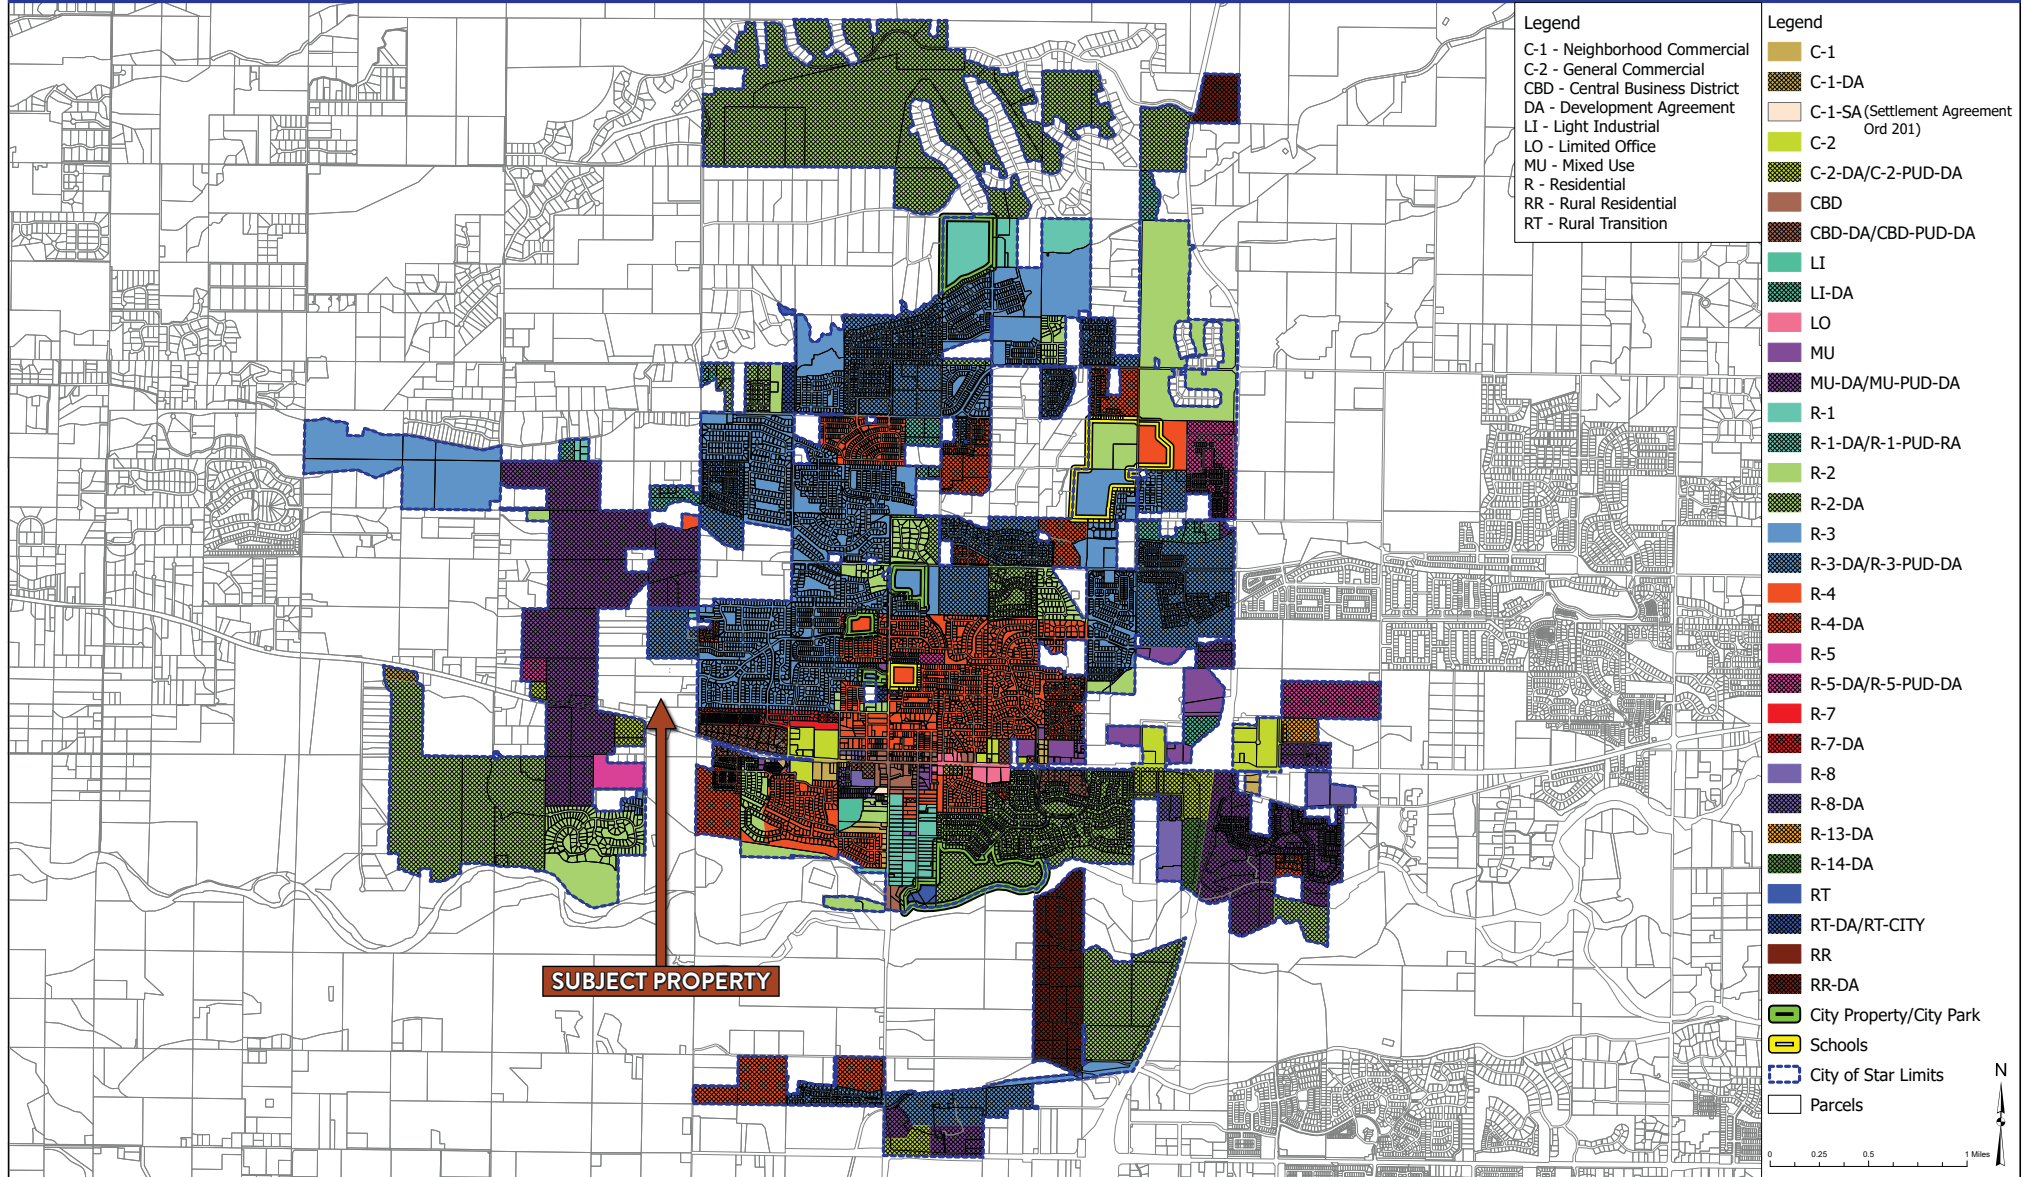 Legend
C-1 - Neighborhood Commercial
C-2 - General Commercial
CBD - Central Business District
DA - Development Agreement
LI - Light Industrial
LO - Limited Office
MU - Mixed Use
R - Residential
RR - Rural Residential
RT - Rural Transition
Legend
C-1
C-1-DA
C-1-SA (Settlement Agreement
Ord 201)
C-2
C-2-DA/C-2-PUD-DA
CBD
CBD-DA/CBD-PUD-DA
LI
LI-DA
LO
MU
MU-DA/MU-PUD-DA
R-1
R-1-DA/R-1-PUD-RA
R-2
R-2-DA
R-3
R-3-DA/R-3-PUD-DA
R-4
R-4-DA
R-5
R-5-DA/R-5-PUD-DA
R-7
R-7-DA
R-8
R-8-DA
R-13-DA
R-14-DA
RT
RT-DA/RT-CITY
RR
RR-DA
City Property/City Park
Schools
City of Star Limits
Parcels
N
0 0.25 0.5 1 Miles
SUBJECT PROPERTY